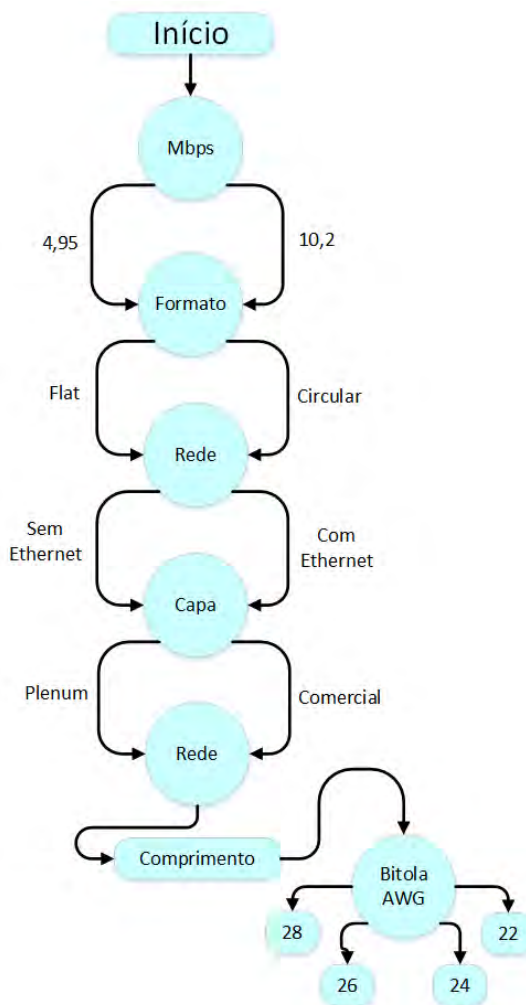 Início
Mbps
4,95
10,2
Formato
Flat
Circular
Rede
Sem
Ethernet
Com
Ethernet
Capa
Plenum
Comercial
Rede
Comprimento
Bitola
AWG
28
22
26
24